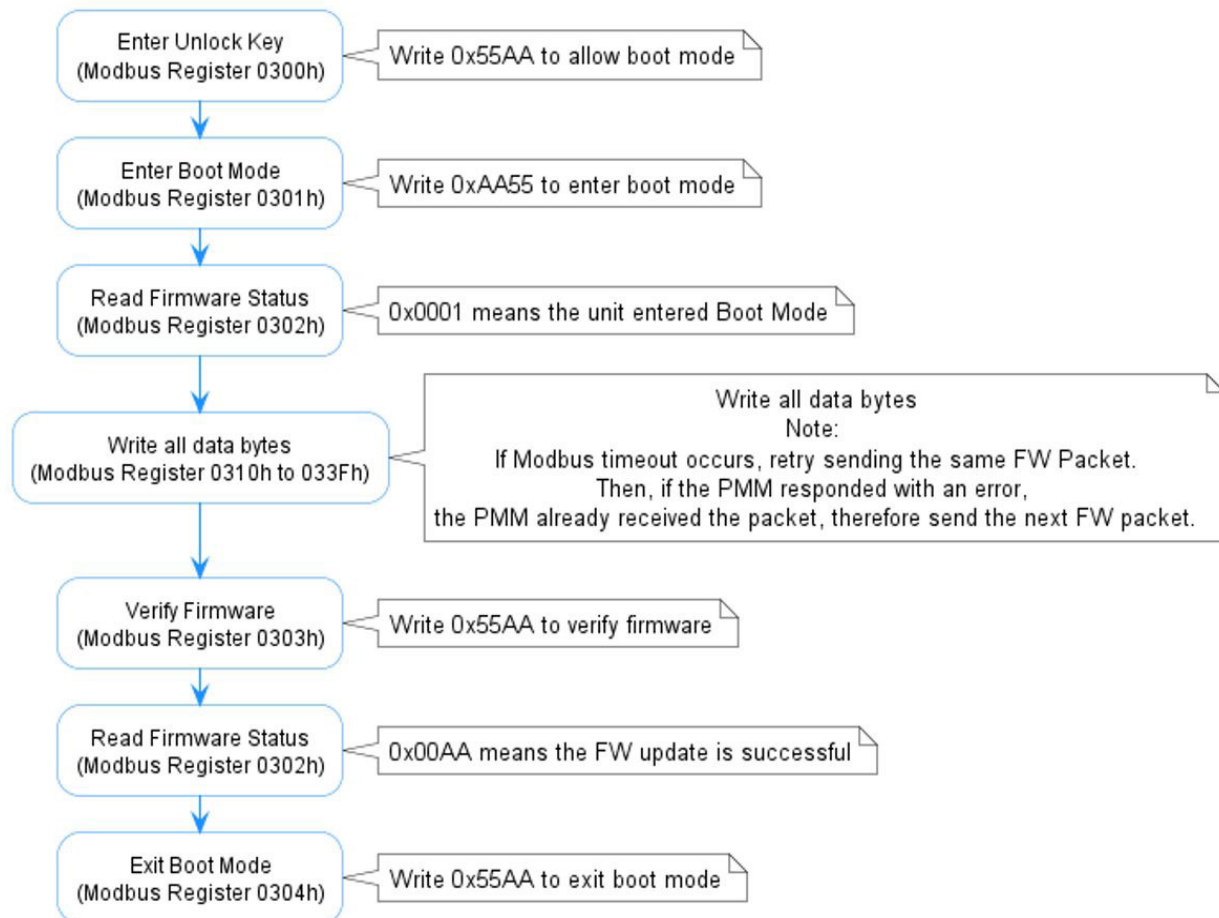 Enter Unlock Key
(Modbus Register 0300h)
Write 0x55AA to allow boot mode
Enter Boot Mode
(Modbus Register 0301h)
Write 0xAA55 to enter boot mode
Read Firmware Status
(Modbus Register 0302h)
0x0001 means the unit entered Boot Mode
Write all data bytes
(Modbus Register 0310h to 033Fh)
Write all data bytes
Note:
If Modbus timeout occurs, retry sending the same FW Packet.
Then, if the PMM responded with an error,
the PMM already received the packet, therefore send the next FW packet.
Verify Firmware
(Modbus Register 0303h)
Write 0x55AA to verify firmware
Read Firmware Status
(Modbus Register 0302h)
0x00AA means the FW update is successful
Exit Boot Mode
(Modbus Register 0304h)
Write 0x55AA to exit boot mode